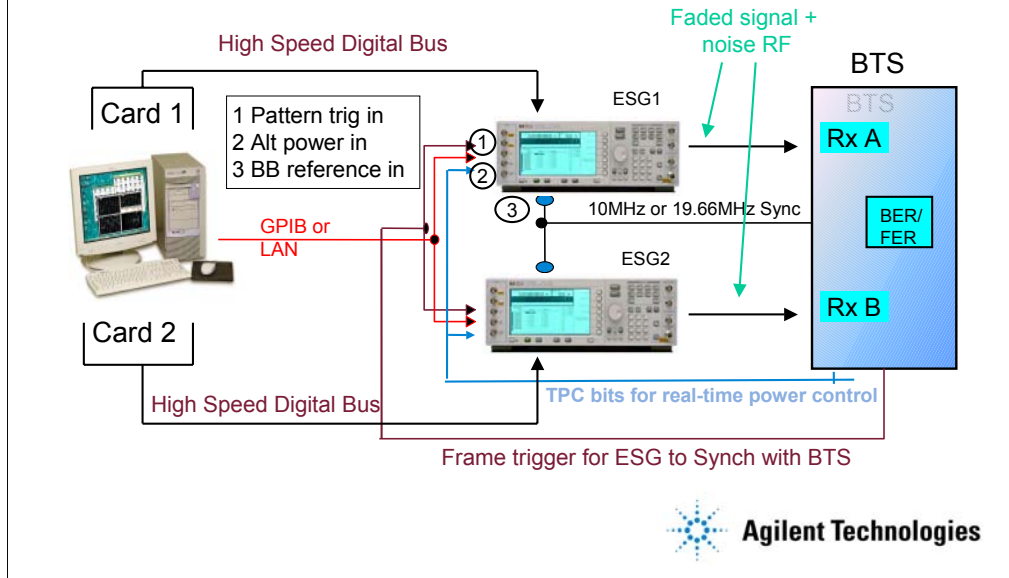 Faded signal +
noise RF
High Speed Digital Bus
BTS
Card 1
1 Pattern trig in
2 Alt power in
3 BB reference in
ESG1
BTS
Rx A
1
2
3
10MHz or 19.66MHz Sync
GPIB or
LAN
BER/
FER
ESG2
Rx B
Card 2
TPC bits for real-time power control
High Speed Digital Bus
Frame trigger for ESG to Synch with BTS
Agilent Technologies